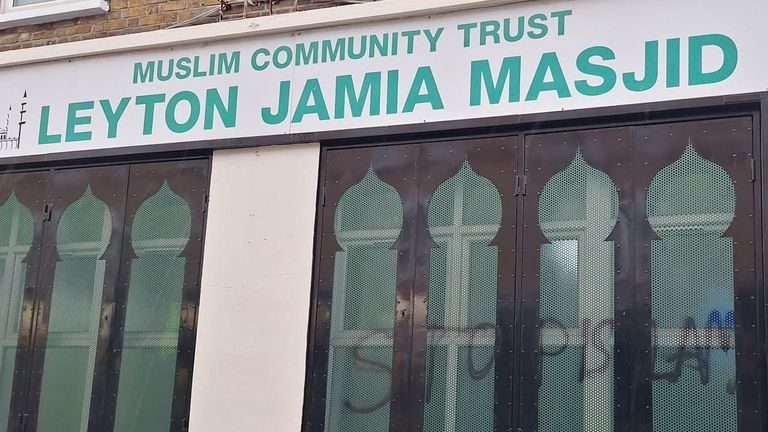 MUSLIM COMMUNITY TRUST
LEYTON JAMIA MASJID
STOP ISLAM